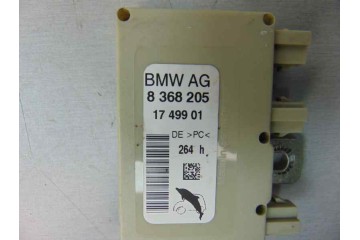 BMW AG
8 368 205
17 499 01
DE >PC<
264 h